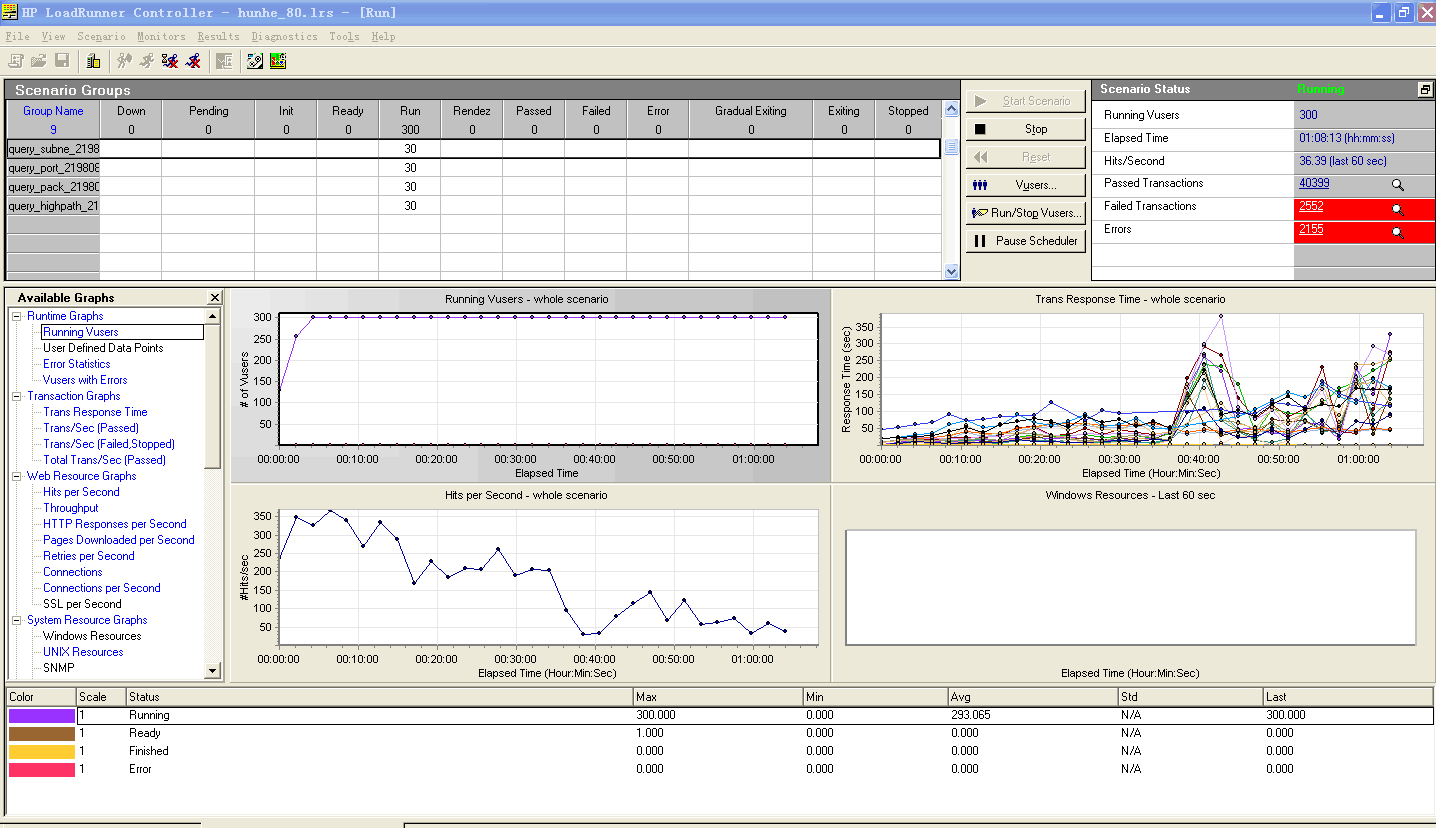 HP LoadRunner Controller - hunhe_80.lrs - [Run]
File View Scenario Monitors Results Diagnostics Tools Help
Scenario Groups
Group Name Down Pending Init Ready Run Rendez Passed Failed Error Gradual Exiting Exiting Stopped
9 0 0 0 0 300 0 0 0 0 0 0 0
query_subne_2198 30
query_port_219808 30
query_pack_21980 30
query_highpath_21 30
Start Scenario
Stop
Reset
Vusers...
Run/Stop Vusers...
Pause Scheduler
Scenario Status Running
Running Vusers 300
Elapsed Time 01:08:13 (hh:mm:ss)
Hits/Second 36.39 (last 60 sec)
Passed Transactions 40399
Failed Transactions 2552
Errors 2155
Available Graphs
Runtime Graphs
Running Vusers
User Defined Data Points
Error Statistics
Vusers with Errors
Transaction Graphs
Trans Response Time
Trans/Sec (Passed)
Trans/Sec (Failed,Stopped)
Total Trans/Sec (Passed)
Web Resource Graphs
Hits per Second
Throughput
HTTP Responses per Second
Pages Downloaded per Second
Retries per Second
Connections
Connections per Second
SSL per Second
System Resource Graphs
Windows Resources
UNIX Resources
SNMP
Running Vusers - whole scenario
# of Vusers
300
250
200
150
100
50
00:00:00 00:10:00 00:20:00 00:30:00 00:40:00 00:50:00 01:00:00
Elapsed Time
Trans Response Time - whole scenario
Response Time (sec)
350
300
250
200
150
100
50
00:00:00 00:10:00 00:20:00 00:30:00 00:40:00 00:50:00 01:00:00
Elapsed Time (Hour:Min:Sec)
Hits per Second - whole scenario
#Hits/sec
350
300
250
200
150
100
50
00:00:00 00:10:00 00:20:00 00:30:00 00:40:00 00:50:00 01:00:00
Elapsed Time (Hour:Min:Sec)
Windows Resources - Last 60 sec
Elapsed Time (Hour:Min:Sec)
Color Scale Status Max Min Avg Std Last
1 Running 300.000 0.000 293.065 N/A 300.000
1 Ready 1.000 0.000 0.000 N/A 0.000
1 Finished 0.000 0.000 0.000 N/A 0.000
1 Error 0.000 0.000 0.000 N/A 0.000